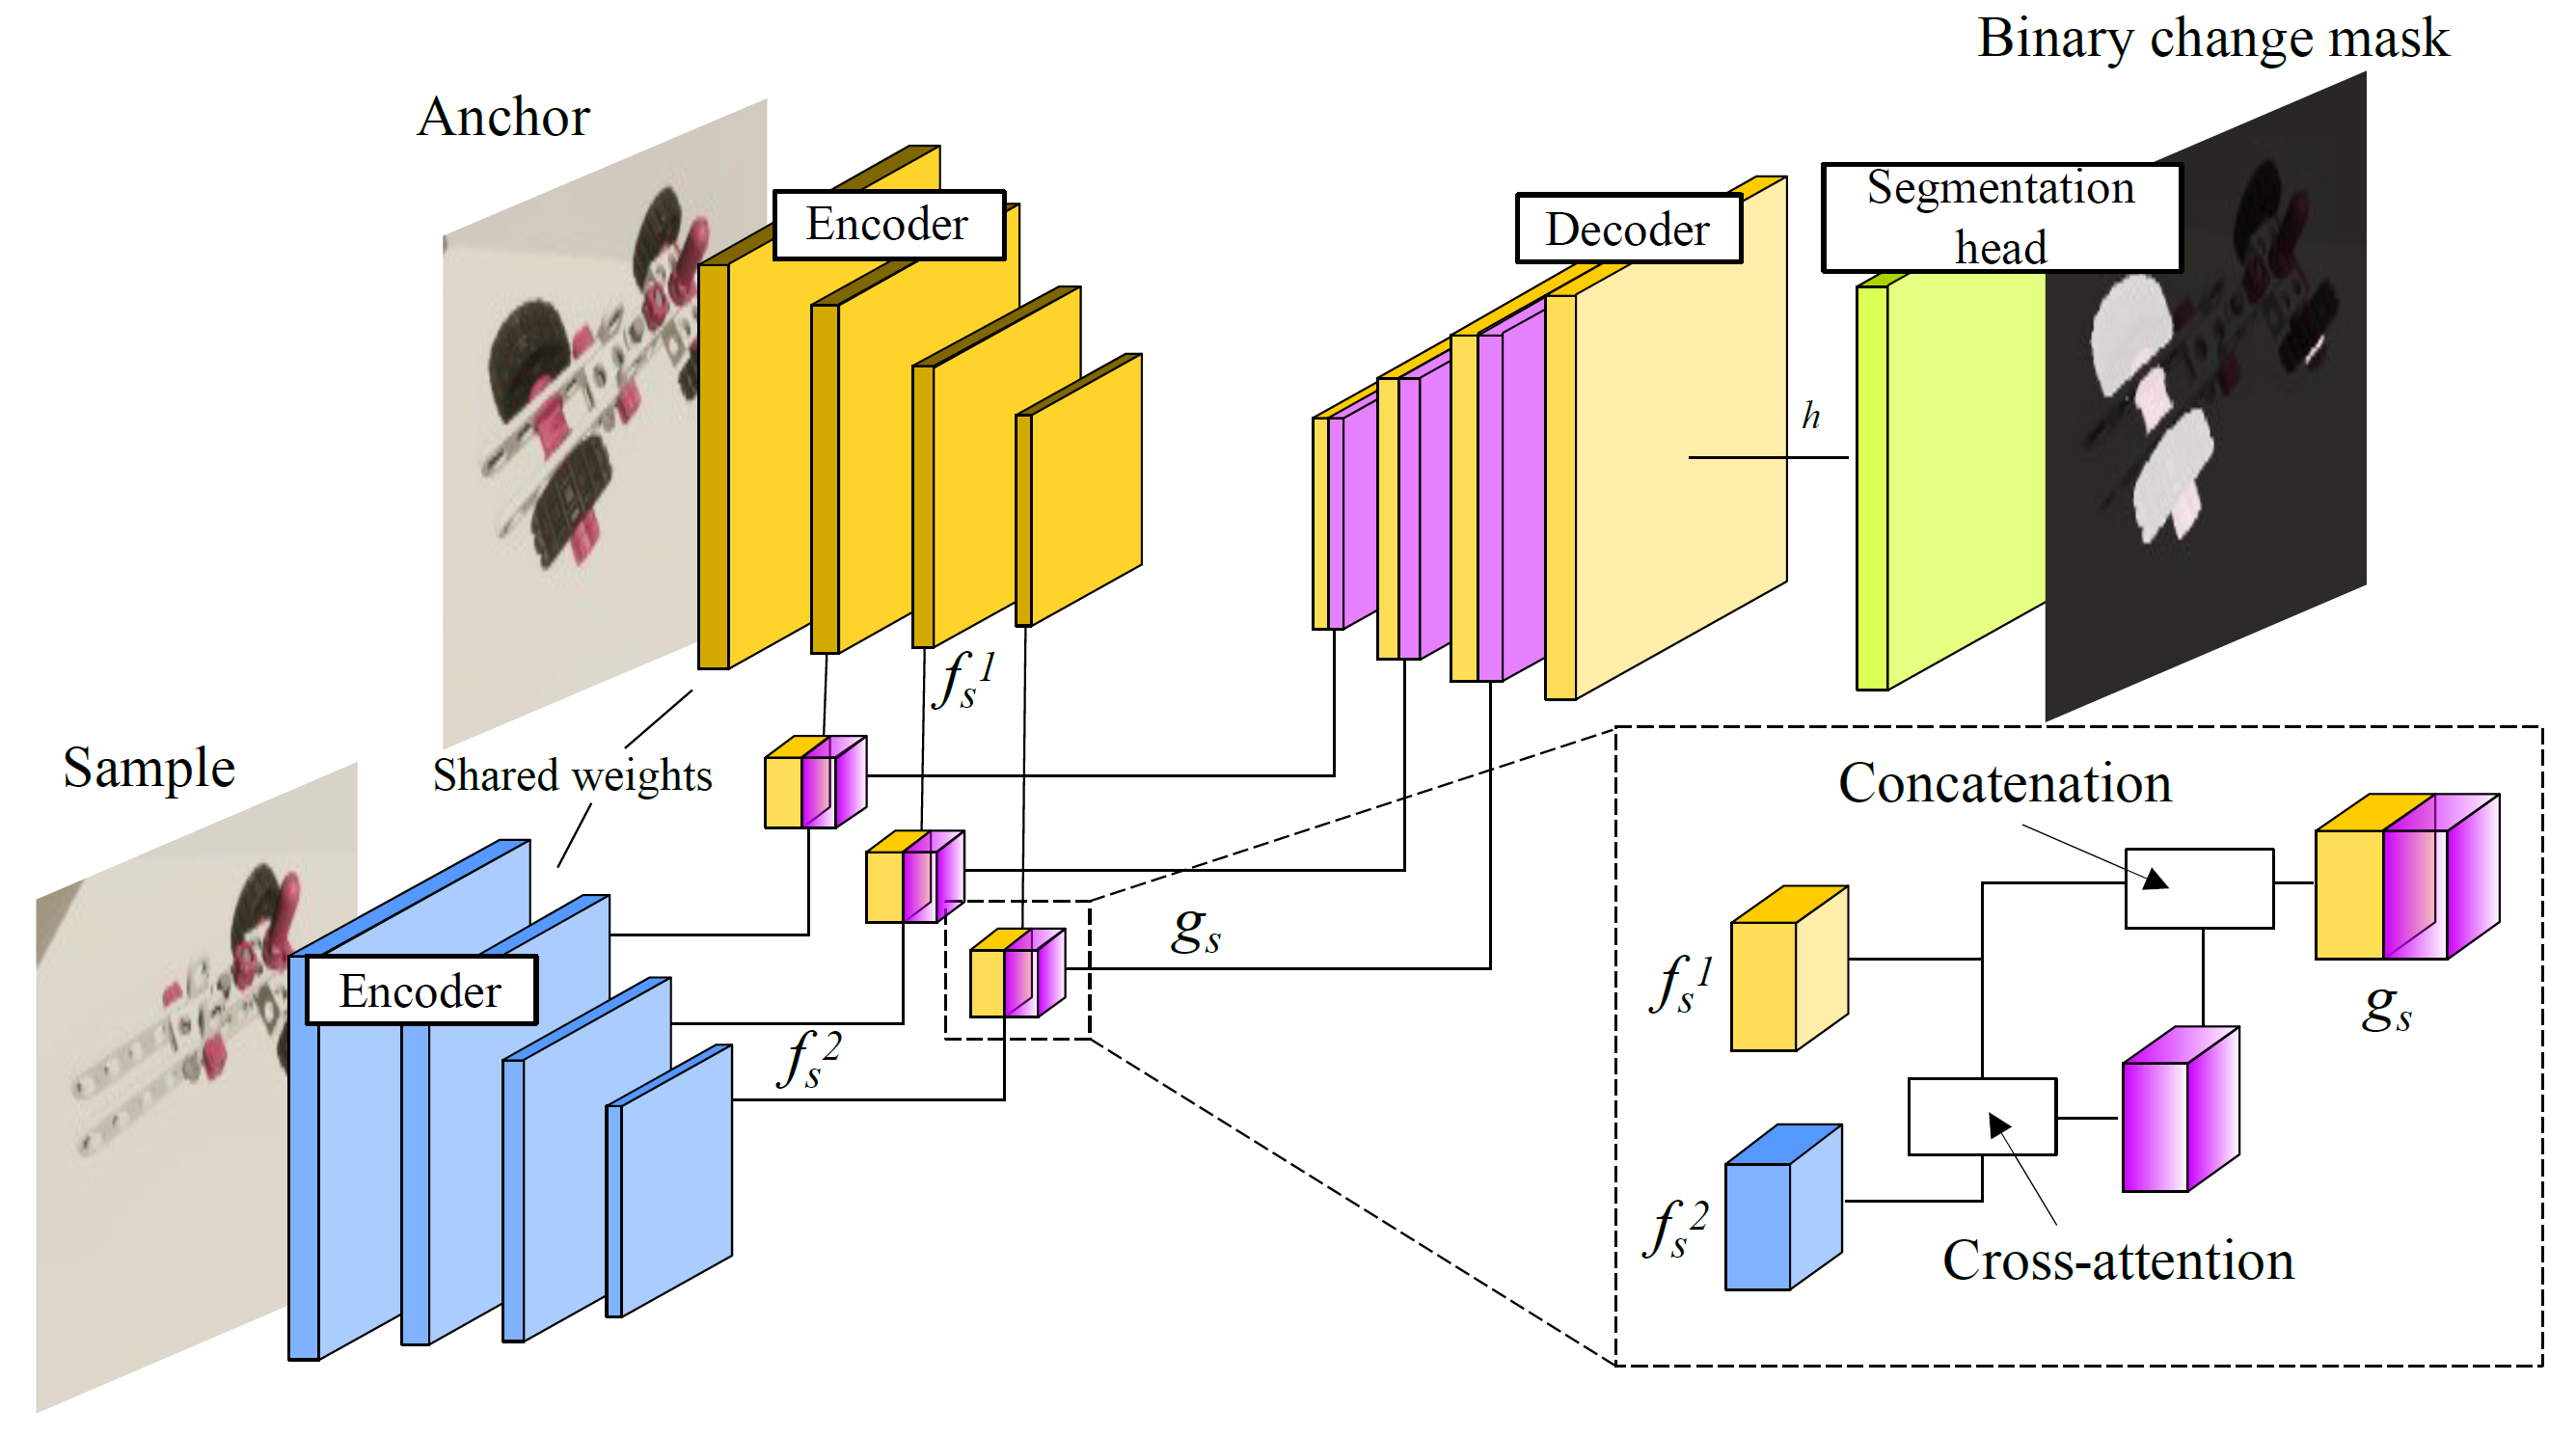 Binary change mask
Anchor
Encoder
Decoder
Segmentation
head
h
f_s^1
Sample
Shared weights
Encoder
f_s^2
g_s
Concatenation
f_s^1
g_s
f_s^2
Cross-attention